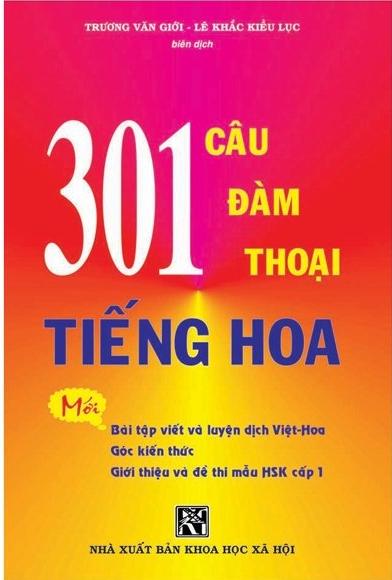 TRƯƠNG VĂN GIỚI - LÊ KHẮC KIỀU LỤC
biên dịch
301 CÂU
ĐÀM
THOẠI
TIẾNG HOA
Mới
Bài tập viết và luyện dịch Việt-Hoa
Góc kiến thức
Giới thiệu và đề thi mẫu HSK cấp 1
NHÀ XUẤT BẢN KHOA HỌC XÃ HỘI